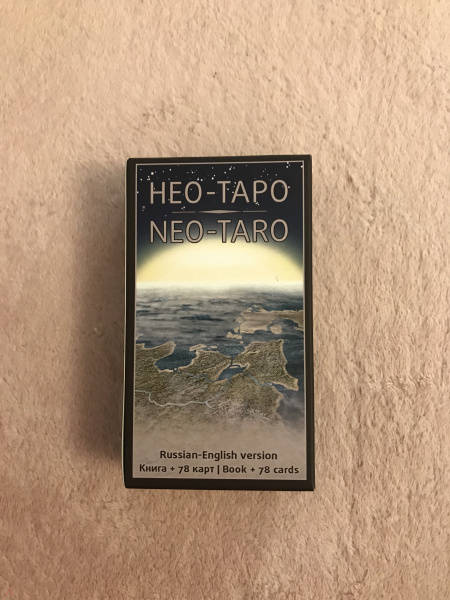 НЕО-ТАРО
NEO-TARO
Russian-English version
Книга + 78 карт | Book + 78 cards